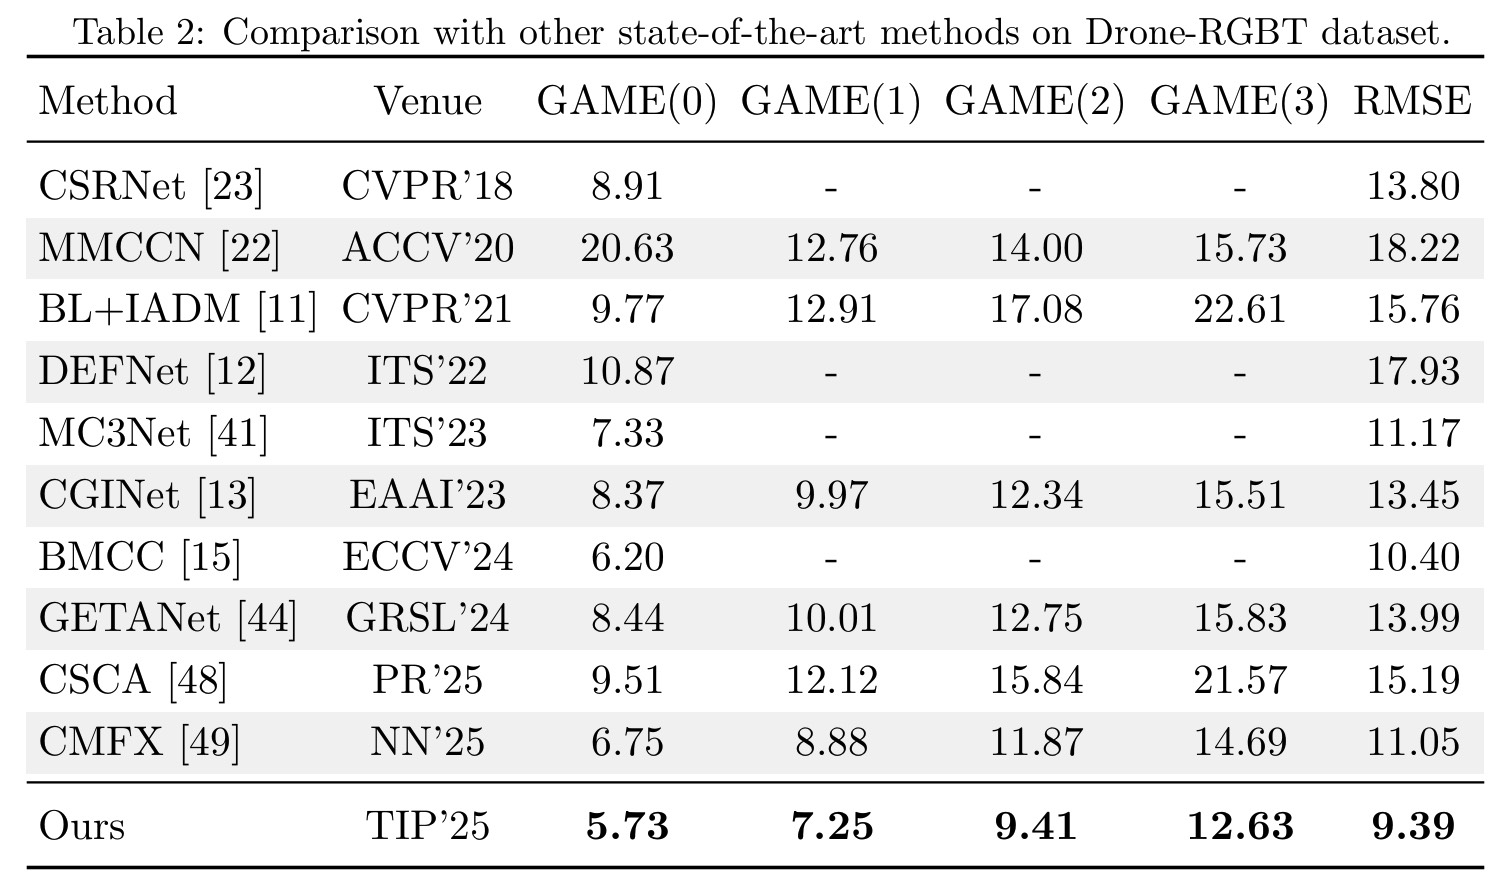 Table 2: Comparison with other state-of-the-art methods on Drone-RGBT dataset.
Method Venue GAME(0) GAME(1) GAME(2) GAME(3) RMSE
CSRNet [23] CVPR'18 8.91 - - - 13.80
MMCCN [22] ACCV'20 20.63 12.76 14.00 15.73 18.22
BL+IADM [11] CVPR'21 9.77 12.91 17.08 22.61 15.76
DEFNet [12] ITS'22 10.87 - - - 17.93
MC3Net [41] ITS'23 7.33 - - - 11.17
CGINet [13] EAAI'23 8.37 9.97 12.34 15.51 13.45
BMCC [15] ECCV'24 6.20 - - - 10.40
GETANet [44] GRSL'24 8.44 10.01 12.75 15.83 13.99
CSCA [48] PR'25 9.51 12.12 15.84 21.57 15.19
CMFX [49] NN'25 6.75 8.88 11.87 14.69 11.05
Ours TIP'25 5.73 7.25 9.41 12.63 9.39